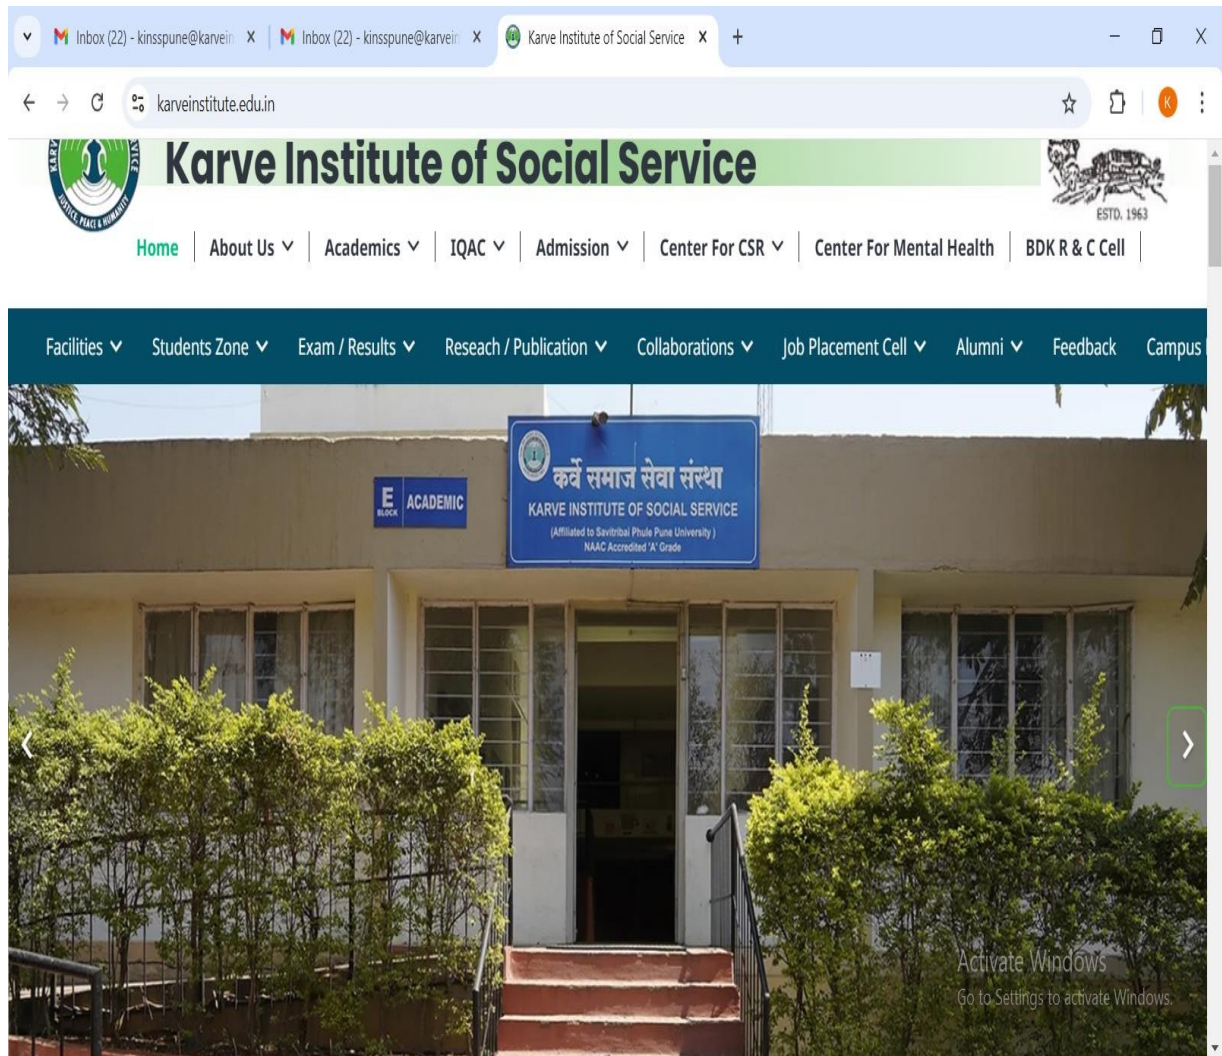 Inbox (22) - kinsspune@karvein
Inbox (22) - kinsspune@karvein
Karve Institute of Social Service
karveinstitute.edu.in
K
Karve Institute of Social Service
JUSTICE, PEACE & HUMANITY
ESTD. 1963
Home About Us Academics IQAC Admission Center For CSR Center For Mental Health BDK R & C Cell
Facilities Students Zone Exam / Results Reseach / Publication Collaborations Job Placement Cell Alumni Feedback Campus
कर्वे समाज सेवा संस्था
E BLOCK ACADEMIC
KARVE INSTITUTE OF SOCIAL SERVICE
(Affiliated to Savitribai Phule Pune University )
NAAC Accredited 'A' Grade
Activate Windows
Go to Settings to activate Windows.